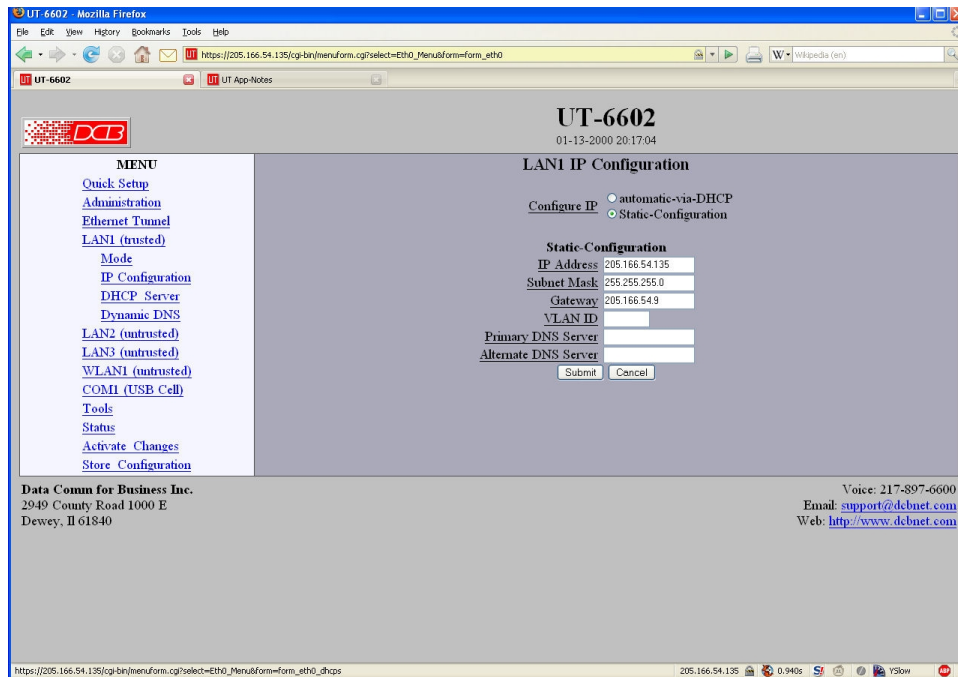 UT-6602 - Mozilla Firefox
File Edit View History Bookmarks Tools Help
https://205.166.54.135/cgi-bin/menuform.cgi?select=Eth0_Menu&form=form_eth0
W Wikipedia (en)
UT UT-6602
UT UT App-Notes
DCB
UT-6602
01-13-2000 20:17:04
MENU
Quick Setup
Administration
Ethernet Tunnel
LAN1 (trusted)
Mode
IP Configuration
DHCP Server
Dynamic DNS
LAN2 (untrusted)
LAN3 (untrusted)
WLAN1 (untrusted)
COM1 (USB Cell)
Tools
Status
Activate Changes
Store Configuration
LAN1 IP Configuration
Configure IP automatic-via-DHCP
Static-Configuration
Static-Configuration
IP Address 205.166.54.135
Subnet Mask 255.255.255.0
Gateway 205.166.54.9
VLAN ID
Primary DNS Server
Alternate DNS Server
Submit Cancel
Data Comm for Business Inc.
2949 County Road 1000 E
Dewey, Il 61840
Voice: 217-897-6600
Email: support@dcbnet.com
Web: http://www.dcbnet.com
https://205.166.54.135/cgi-bin/menuform.cgi?select=Eth0_Menu&form=form_eth0_dhcps
205.166.54.135 0.940s YSlow ABP